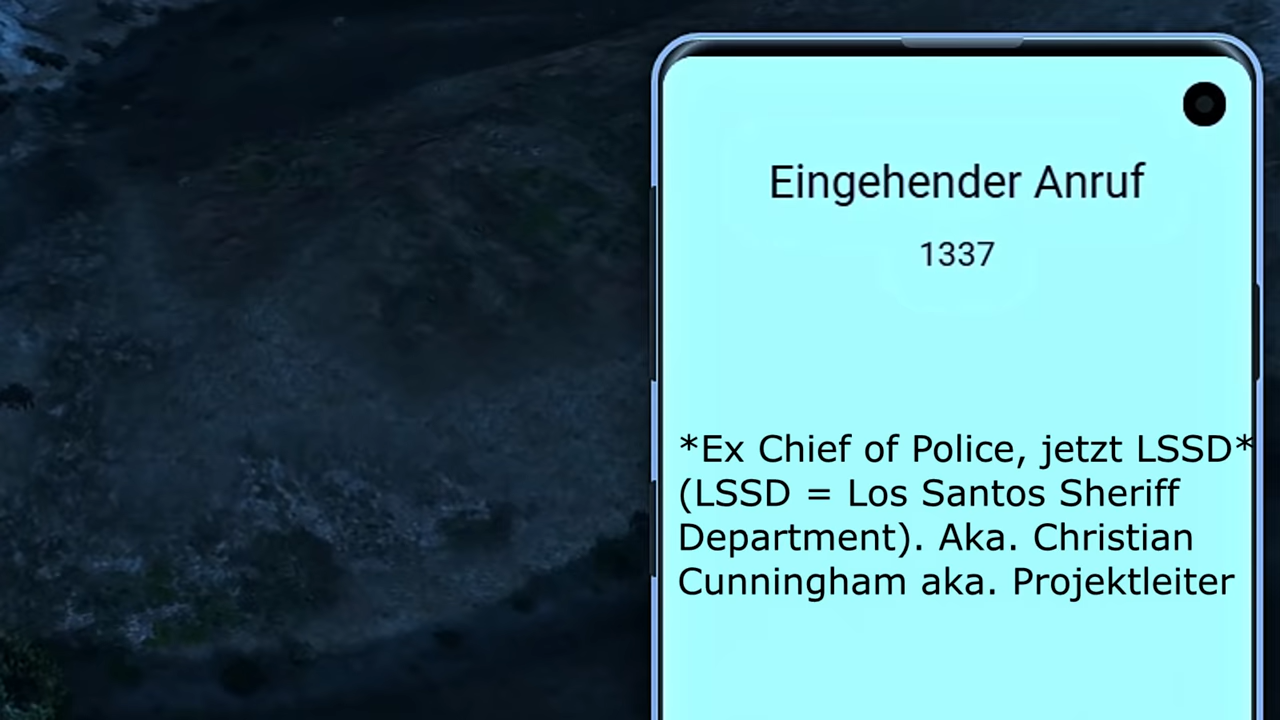 Eingehender Anruf
1337
*Ex Chief of Police, jetzt LSSD*
(LSSD = Los Santos Sheriff
Department). Aka. Christian
Cunningham aka. Projektleiter